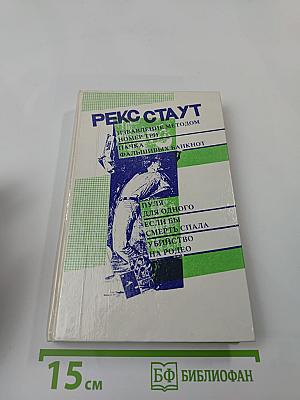 РЕКС СТАУТ
ИЗБАВЛЕНИЕ МЕТОДОМ
НОМЕР ТРИ
ПАЧКА
ФАЛЬШИВЫХ БАНКНОТ
ПУЛЯ
ДЛЯ ОДНОГО
ЕСЛИ БЫ
СМЕРТЬ СПАЛА
УБИЙСТВО
НА РОДЕО
15 см
БФ БИБЛИОФАН